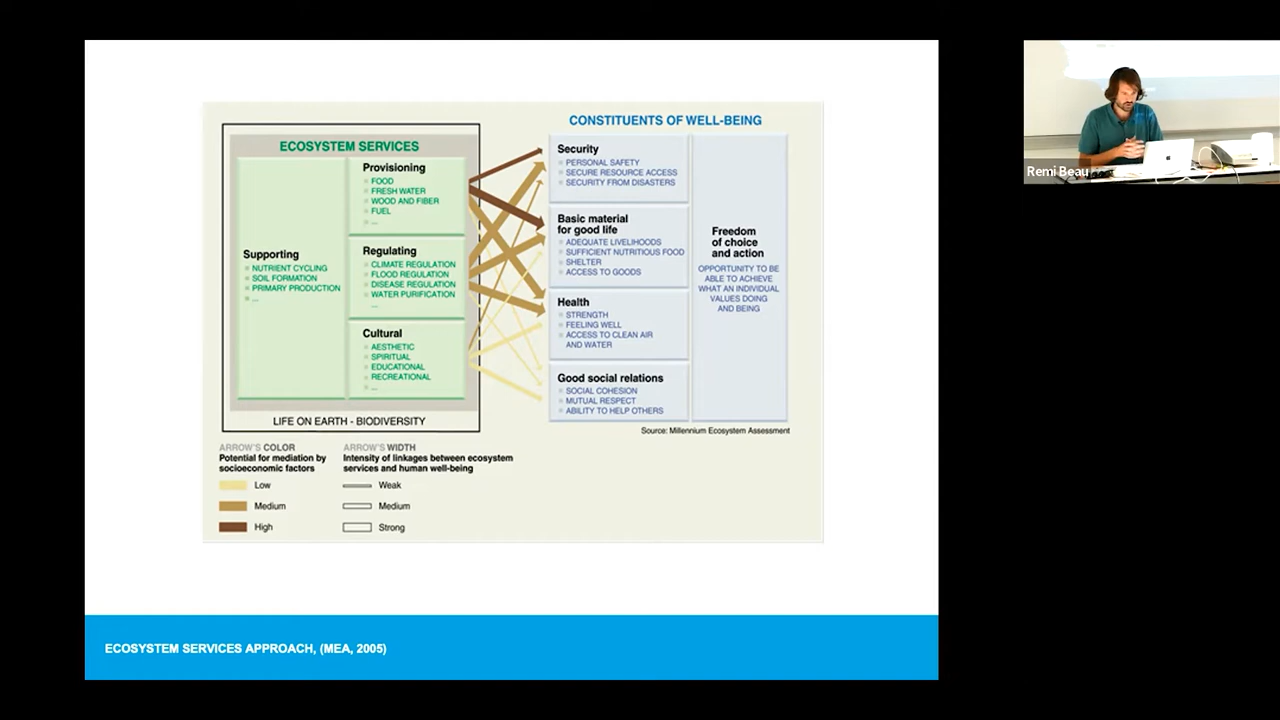 CONSTITUENTS OF WELL-BEING
ECOSYSTEM SERVICES
Supporting
NUTRIENT CYCLING
SOIL FORMATION
PRIMARY PRODUCTION
...
Provisioning
FOOD
FRESH WATER
WOOD AND FIBER
FUEL
...
Regulating
CLIMATE REGULATION
FLOOD REGULATION
DISEASE REGULATION
WATER PURIFICATION
...
Cultural
AESTHETIC
SPIRITUAL
EDUCATIONAL
RECREATIONAL
...
LIFE ON EARTH - BIODIVERSITY
Security
PERSONAL SAFETY
SECURE RESOURCE ACCESS
SECURITY FROM DISASTERS
Basic material
for good life
ADEQUATE LIVELIHOODS
SUFFICIENT NUTRITIOUS FOOD
SHELTER
ACCESS TO GOODS
Health
STRENGTH
FEELING WELL
ACCESS TO CLEAN AIR
AND WATER
Good social relations
SOCIAL COHESION
MUTUAL RESPECT
ABILITY TO HELP OTHERS
Freedom
of choice
and action
OPPORTUNITY TO BE
ABLE TO ACHIEVE
WHAT AN INDIVIDUAL
VALUES DOING
AND BEING
Source: Millennium Ecosystem Assessment
ARROW'S COLOR
Potential for mediation by
socioeconomic factors
Low
Medium
High
ARROW'S WIDTH
Intensity of linkages between ecosystem
services and human well-being
Weak
Medium
Strong
ECOSYSTEM SERVICES APPROACH, (MEA, 2005)
Remi Beau